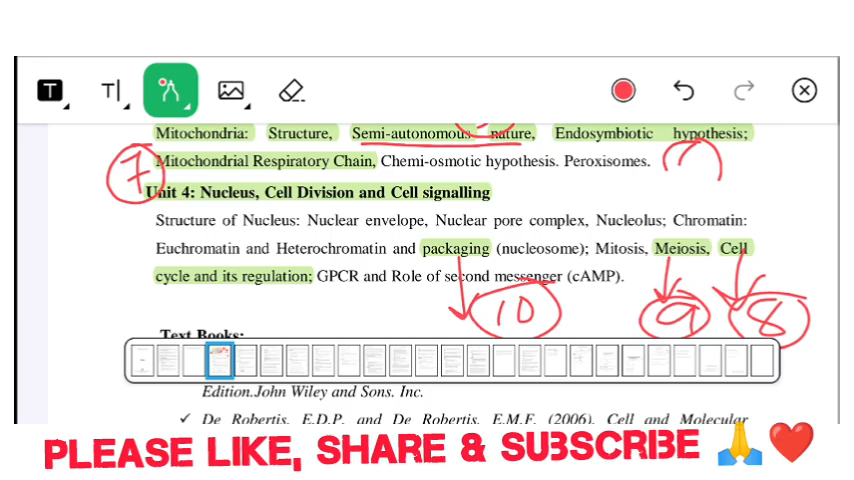 T T
Mitochondria: Structure, Semi-autonomous nature, Endosymbiotic hypothesis;
Mitochondrial Respiratory Chain, Chemi-osmotic hypothesis. Peroxisomes.
7
Unit 4: Nucleus, Cell Division and Cell signalling
Structure of Nucleus: Nuclear envelope, Nuclear pore complex, Nucleolus; Chromatin:
Euchromatin and Heterochromatin and packaging (nucleosome); Mitosis, Meiosis, Cell
cycle and its regulation; GPCR and Role of second messenger (cAMP).
10 9 8
Text Books:
Edition.John Wiley and Sons. Inc.
✓ De Robertis, E.D.P. and De Robertis, E.M.F. (2006). Cell and Molecular
PLEASE LIKE, SHARE & SUBSCRIBE 🙏❤️